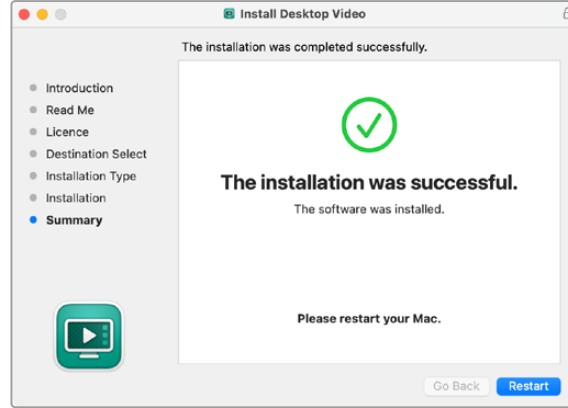 Install Desktop Video
The installation was completed successfully.
Introduction
Read Me
Licence
Destination Select
Installation Type
Installation
Summary
The installation was successful.
The software was installed.
Please restart your Mac.
Go Back
Restart